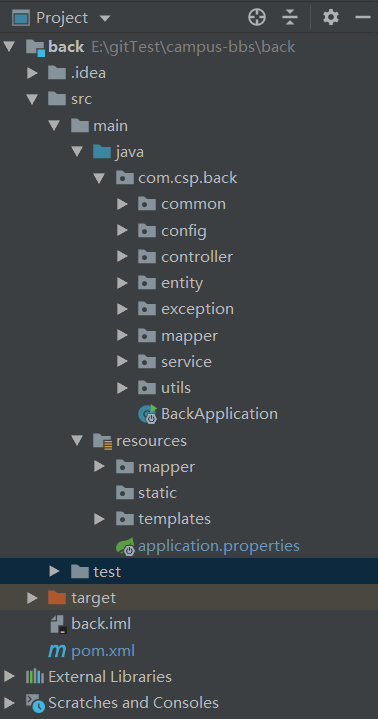 Project
back E:\gitTest\campus-bbs\back
.idea
src
main
java
com.csp.back
common
config
controller
entity
exception
mapper
service
utils
BackApplication
resources
mapper
static
templates
application.properties
test
target
back.iml
pom.xml
External Libraries
Scratches and Consoles